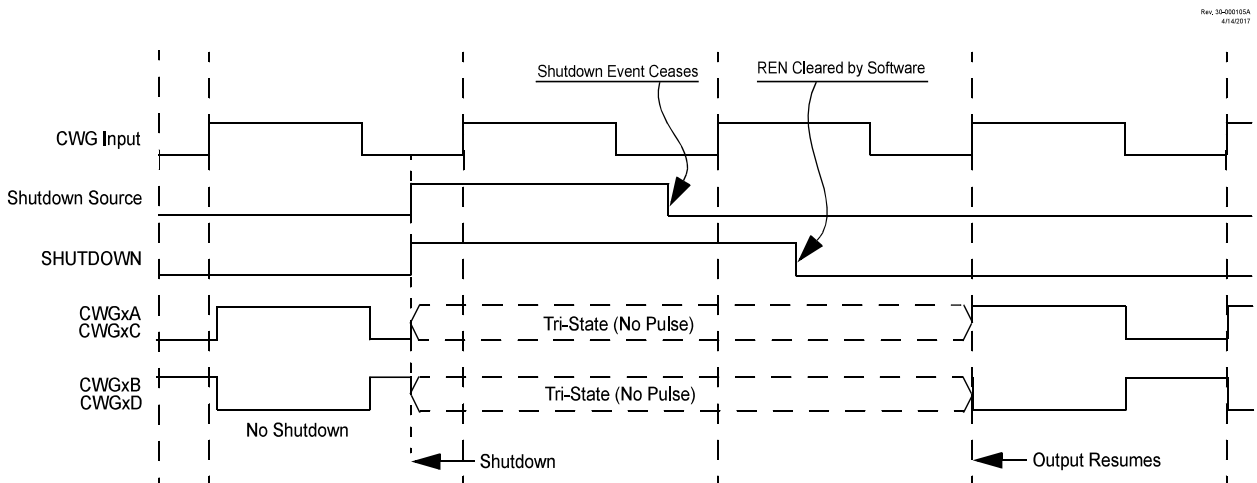 Rev. 30-000105A
4/14/2017
Shutdown Event Ceases
REN Cleared by Software
CWG Input
Shutdown Source
SHUTDOWN
CWGxA
CWGxC
Tri-State (No Pulse)
CWGxB
CWGxD
Tri-State (No Pulse)
No Shutdown
Shutdown
Output Resumes